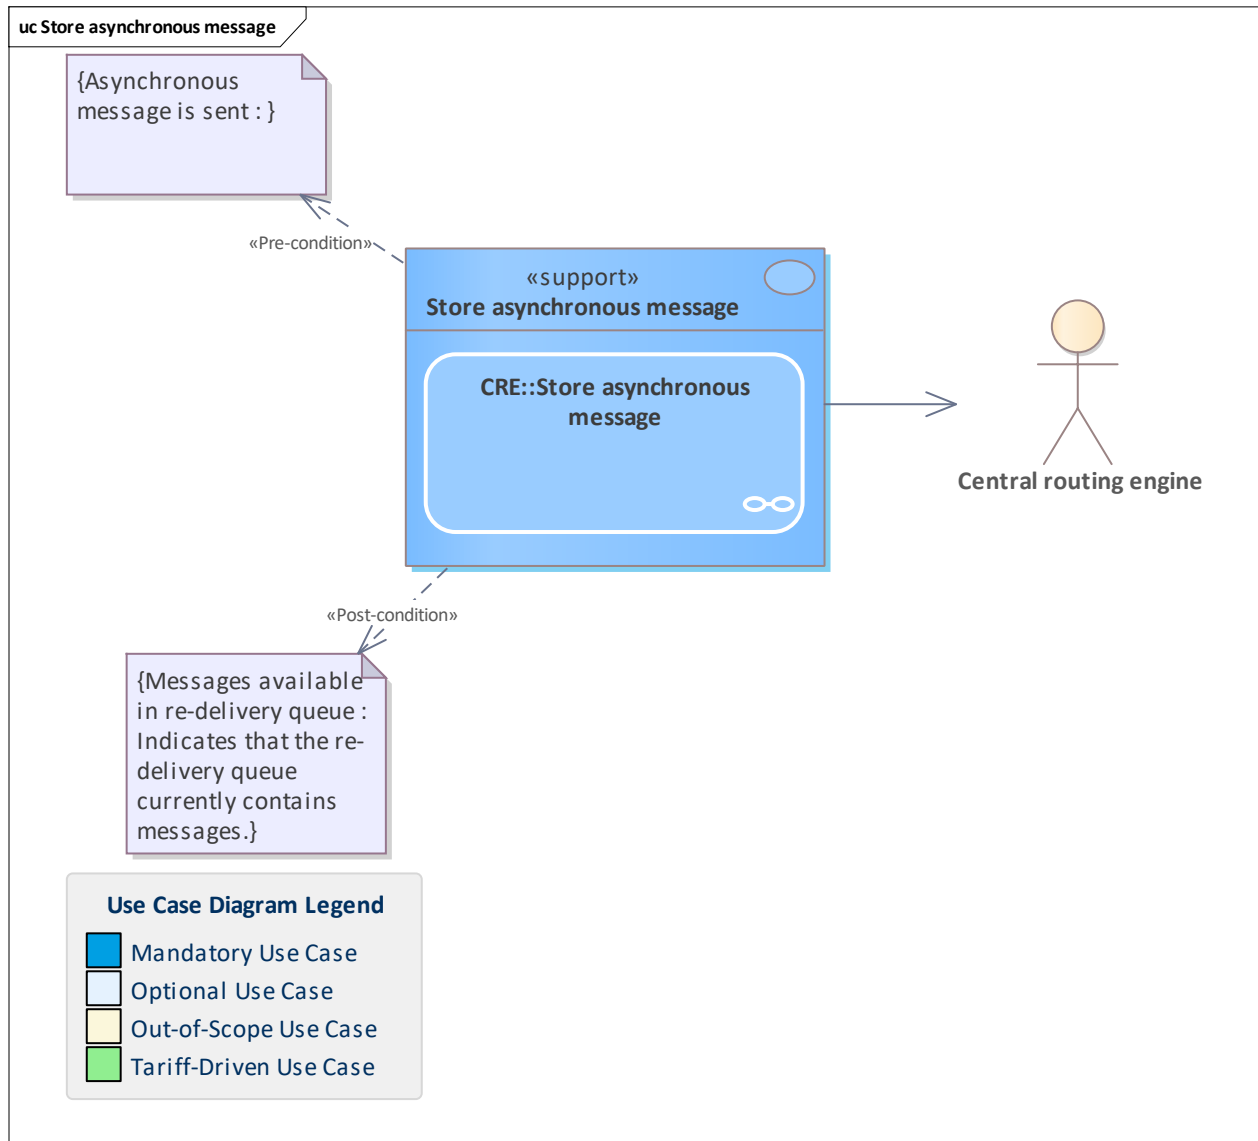 uc Store asynchronous message
{Asynchronous
message is sent : }
«Pre-condition»
«support»
Store asynchronous message
CRE::Store asynchronous
message
Central routing engine
«Post-condition»
{Messages available
in re-delivery queue :
Indicates that the re-
delivery queue
currently contains
messages.}
Use Case Diagram Legend
Mandatory Use Case
Optional Use Case
Out-of-Scope Use Case
Tariff-Driven Use Case